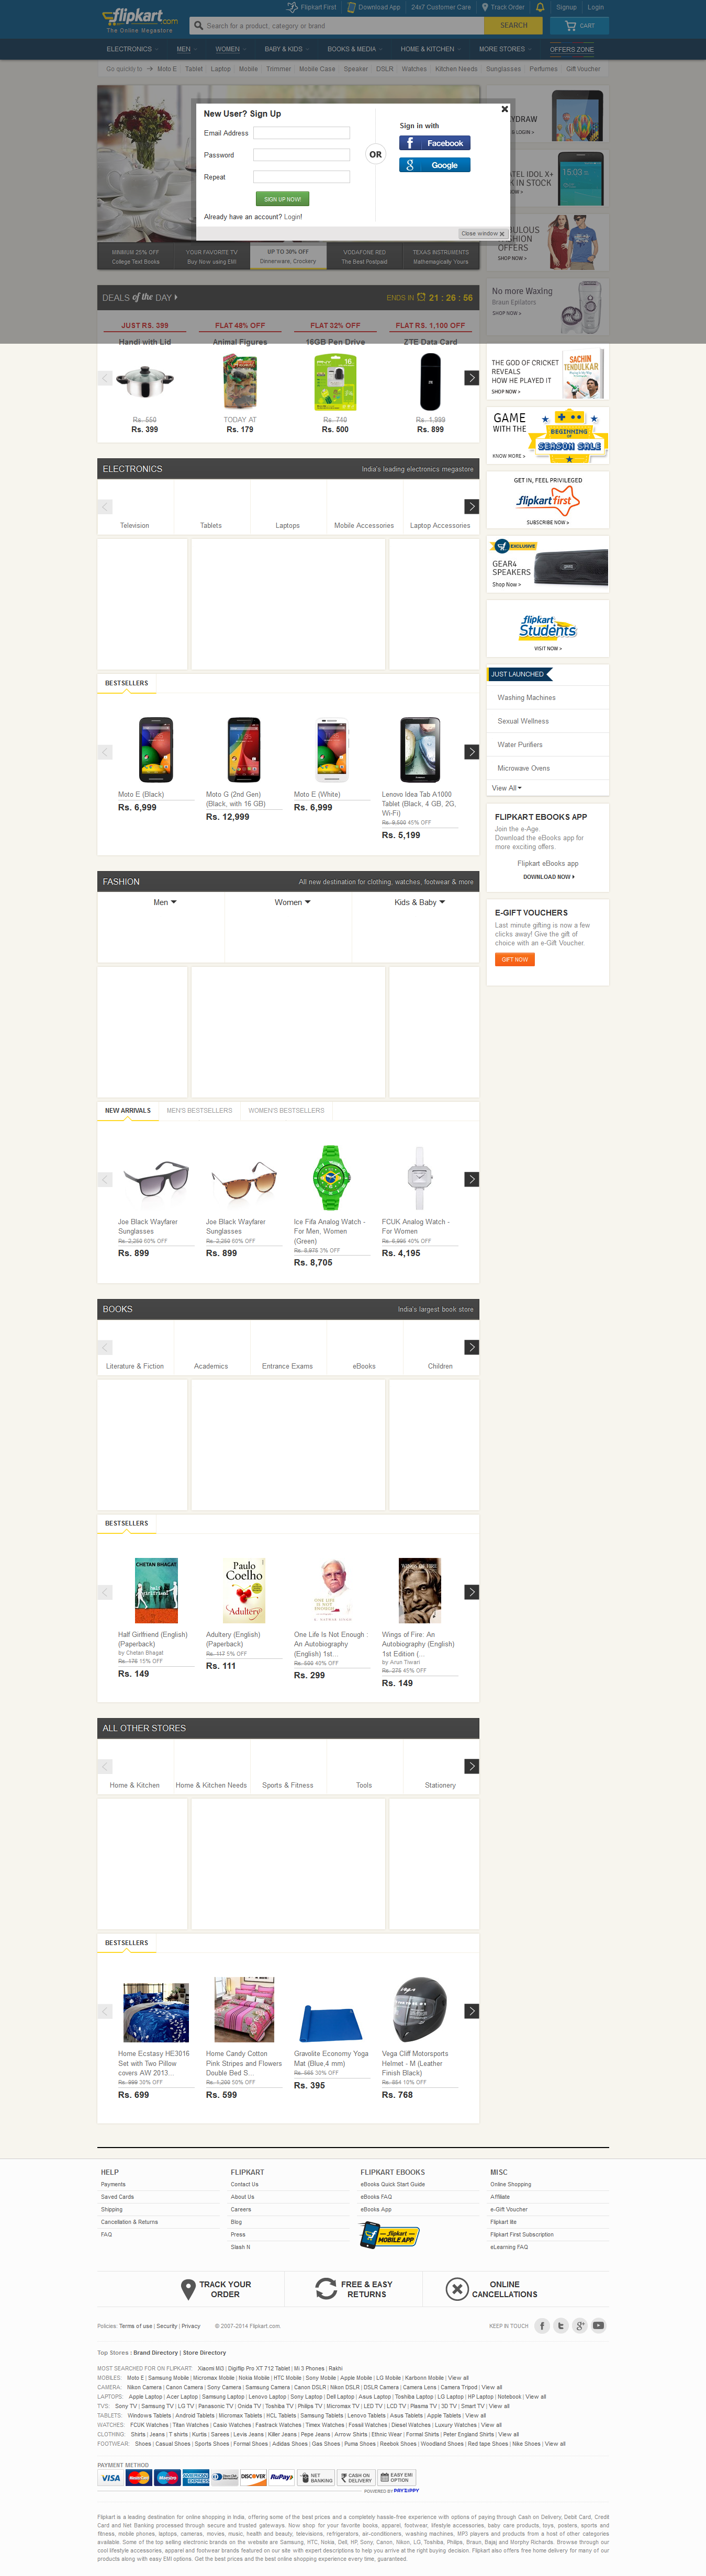 flipkart.com
The Online Megastore
Flipkart First
Download App
24x7 Customer Care
Track Order
Signup
Login
Search for a product, category or brand
SEARCH
CART
ELECTRONICS
MEN
WOMEN
BABY & KIDS
BOOKS & MEDIA
HOME & KITCHEN
MORE STORES
OFFERS ZONE
Go quickly to → Moto E Tablet Laptop Mobile Trimmer Mobile Case Speaker DSLR Watches Kitchen Needs Sunglasses Perfumes Gift Voucher
New User? Sign Up
Email Address
Password
Repeat
SIGN UP NOW!
Already have an account? Login!
OR
Sign in with
Facebook
Google
Close window
MINIMUM 25% OFF
College Text Books
YOUR FAVORITE TV
Buy Now using EMI
UP TO 30% OFF
Dinnerware, Crockery
VODAFONE RED
The Best Postpaid
TEXAS INSTRUMENTS
Mathemagically Yours
IN STOCK
SHOP NOW >
OFFERS
SHOP NOW >
No more Waxing
Braun Epilators
SHOP NOW >
DEALS of the DAY
ENDS IN 21 : 26 : 56
JUST RS. 399
Handi with Lid
Rs. 550
Rs. 399
FLAT 48% OFF
Animal Figures
TODAY AT
Rs. 179
FLAT 32% OFF
16GB Pen Drive
Rs. 740
Rs. 500
FLAT RS. 1,100 OFF
ZTE Data Card
Rs. 1,999
Rs. 899
THE GOD OF CRICKET
REVEALS
HOW HE PLAYED IT
SHOP NOW >
SACHIN
TENDULKAR
GAME
WITH THE
KNOW MORE >
BEGINNING OF
SEASON SALE
GET IN, FEEL PRIVILEGED
flipkart first
SUBSCRIBE NOW >
EXCLUSIVE
GEAR4
SPEAKERS
Shop Now >
flipkart
Students
VISIT NOW >
ELECTRONICS
India's leading electronics megastore
Television
Tablets
Laptops
Mobile Accessories
Laptop Accessories
BESTSELLERS
Moto E (Black)
Rs. 6,999
Moto G (2nd Gen)
(Black, with 16 GB)
Rs. 12,999
Moto E (White)
Rs. 6,999
Lenovo Idea Tab A1000
Tablet (Black, 4 GB, 2G,
Wi-Fi)
Rs. 9,500 45% OFF
Rs. 5,199
JUST LAUNCHED
Washing Machines
Sexual Wellness
Water Purifiers
Microwave Ovens
View All
FLIPKART EBOOKS APP
Join the e-Age.
Download the eBooks app for
more exciting offers.
Flipkart eBooks app
DOWNLOAD NOW
E-GIFT VOUCHERS
Last minute gifting is now a few
clicks away! Give the gift of
choice with an e-Gift Voucher.
GIFT NOW
FASHION
All new destination for clothing, watches, footwear & more
Men
Women
Kids & Baby
NEW ARRIVALS
MEN'S BESTSELLERS
WOMEN'S BESTSELLERS
Joe Black Wayfarer
Sunglasses
Rs. 2,250 60% OFF
Rs. 899
Joe Black Wayfarer
Sunglasses
Rs. 2,250 60% OFF
Rs. 899
Ice Fifa Analog Watch -
For Men, Women
(Green)
Rs. 8,975 3% OFF
Rs. 8,705
FCUK Analog Watch -
For Women
Rs. 6,995 40% OFF
Rs. 4,195
BOOKS
India's largest book store
Literature & Fiction
Academics
Entrance Exams
eBooks
Children
BESTSELLERS
CHETAN BHAGAT
Half Girlfriend (English)
(Paperback)
by Chetan Bhagat
Rs. 176 15% OFF
Rs. 149
Paulo
Coelho
Adultery
Adultery (English)
(Paperback)
Rs. 117 5% OFF
Rs. 111
One Life Is Not Enough :
An Autobiography
(English) 1st...
Rs. 500 40% OFF
Rs. 299
Wings of Fire: An
Autobiography (English)
1st Edition (...
by Arun Tiwari
Rs. 275 45% OFF
Rs. 149
ALL OTHER STORES
Home & Kitchen
Home & Kitchen Needs
Sports & Fitness
Tools
Stationery
BESTSELLERS
Home Ecstasy HE3016
Set with Two Pillow
covers AW 2013...
Rs. 999 30% OFF
Rs. 699
Home Candy Cotton
Pink Stripes and Flowers
Double Bed S...
Rs. 1,200 50% OFF
Rs. 599
Gravolite Economy Yoga
Mat (Blue,4 mm)
Rs. 565 30% OFF
Rs. 395
Vega Cliff Motorsports
Helmet - M (Leather
Finish Black)
Rs. 854 10% OFF
Rs. 768
HELP
Payments
Saved Cards
Shipping
Cancellation & Returns
FAQ
FLIPKART
Contact Us
About Us
Careers
Blog
Press
Slash N
FLIPKART EBOOKS
eBooks Quick Start Guide
eBooks FAQ
eBooks App
flipkart
MOBILE APP
MISC
Online Shopping
Affiliate
e-Gift Voucher
Flipkart lite
Flipkart First Subscription
eLearning FAQ
TRACK YOUR
ORDER
FREE & EASY
RETURNS
ONLINE
CANCELLATIONS
Policies: Terms of use | Security | Privacy © 2007-2014 Flipkart.com.
KEEP IN TOUCH
Top Stores : Brand Directory | Store Directory
MOST SEARCHED FOR ON FLIPKART: Xiaomi Mi3 | Digiflip Pro XT 712 Tablet | Mi 3 Phones | Rakhi
MOBILES: Moto E | Samsung Mobile | Micromax Mobile | Nokia Mobile | HTC Mobile | Sony Mobile | Apple Mobile | LG Mobile | Karbonn Mobile | View all
CAMERA: Nikon Camera | Canon Camera | Sony Camera | Samsung Camera | Canon DSLR | Nikon DSLR | DSLR Camera | Camera Lens | Camera Tripod | View all
LAPTOPS: Apple Laptop | Acer Laptop | Samsung Laptop | Lenovo Laptop | Sony Laptop | Dell Laptop | Asus Laptop | Toshiba Laptop | LG Laptop | HP Laptop | Notebook | View all
TVS: Sony TV | Samsung TV | LG TV | Panasonic TV | Onida TV | Toshiba TV | Philips TV | Micromax TV | LED TV | LCD TV | Plasma TV | 3D TV | Smart TV | View all
TABLETS: Windows Tablets | Android Tablets | Micromax Tablets | HCL Tablets | Samsung Tablets | Lenovo Tablets | Asus Tablets | Apple Tablets | View all
WATCHES: FCUK Watches | Titan Watches | Casio Watches | Fastrack Watches | Timex Watches | Fossil Watches | Diesel Watches | Luxury Watches | View all
CLOTHING: Shirts | Jeans | T shirts | Kurtis | Sarees | Levis Jeans | Killer Jeans | Pepe Jeans | Arrow Shirts | Ethnic Wear | Formal Shirts | Peter England Shirts | View all
FOOTWEAR: Shoes | Casual Shoes | Sports Shoes | Formal Shoes | Adidas Shoes | Gas Shoes | Puma Shoes | Reebok Shoes | Woodland Shoes | Red tape Shoes | Nike Shoes | View all
PAYMENT METHOD
VISA
MasterCard
Maestro
AMERICAN EXPRESS
Diners Club
DISCOVER
RuPay
NET BANKING
CASH ON DELIVERY
EASY EMI OPTION
POWERED BY PAYZIPPY
Flipkart is a leading destination for online shopping in India, offering some of the best prices and a completely hassle-free experience with options of paying through Cash on Delivery, Debit Card, Credit
Card and Net Banking processed through secure and trusted gateways. Now shop for your favorite books, apparel, footwear, lifestyle accessories, baby care products, toys, posters, sports and
fitness, mobile phones, laptops, cameras, movies, music, health and beauty, televisions, refrigerators, air-conditioners, washing machines, MP3 players and products from a host of other categories
available. Some of the top selling electronic brands on the website are Samsung, HTC, Nokia, Dell, HP, Sony, Canon, Nikon, LG, Toshiba, Philips, Braun, Bajaj and Morphy Richards. Browse through our
cool lifestyle accessories, apparel and footwear brands featured on our site with expert descriptions to help you arrive at the right buying decision. Flipkart also offers free home delivery for many of our
products along with easy EMI options. Get the best prices and the best online shopping experience every time, guaranteed.